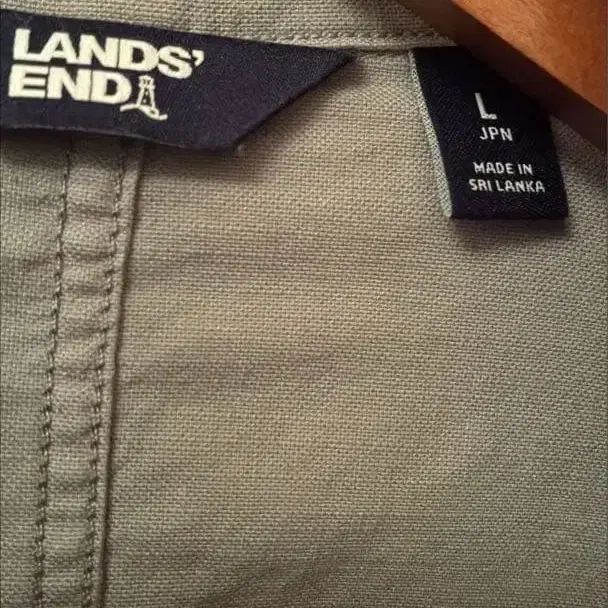 LANDS'
END
L
JPN
MADE IN
SRI LANKA